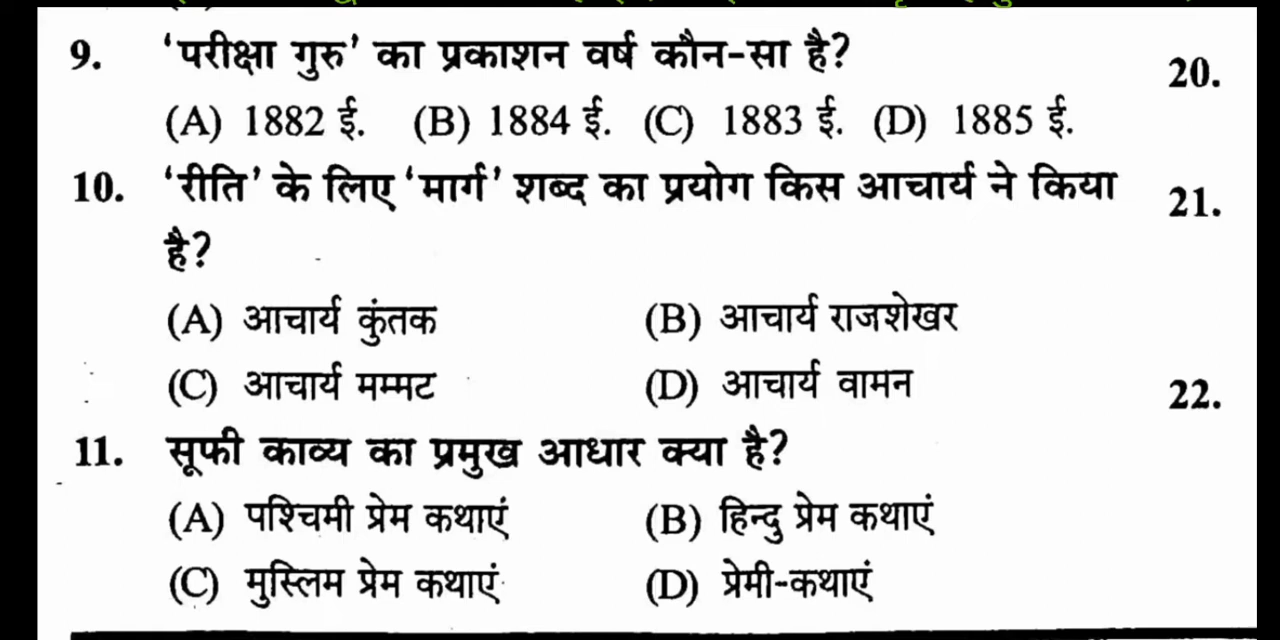 9. 'परीक्षा गुरु' का प्रकाशन वर्ष कौन-सा है?
(A) 1882 ई. (B) 1884 ई. (C) 1883 ई. (D) 1885 ई.
10. 'रीति' के लिए 'मार्ग' शब्द का प्रयोग किस आचार्य ने किया
है?
(A) आचार्य कुंतक (B) आचार्य राजशेखर
(C) आचार्य मम्मट (D) आचार्य वामन
11. सूफी काव्य का प्रमुख आधार क्या है?
(A) पश्चिमी प्रेम कथाएं (B) हिन्दु प्रेम कथाएं
(C) मुस्लिम प्रेम कथाएं (D) प्रेमी-कथाएं
20.
21.
22.